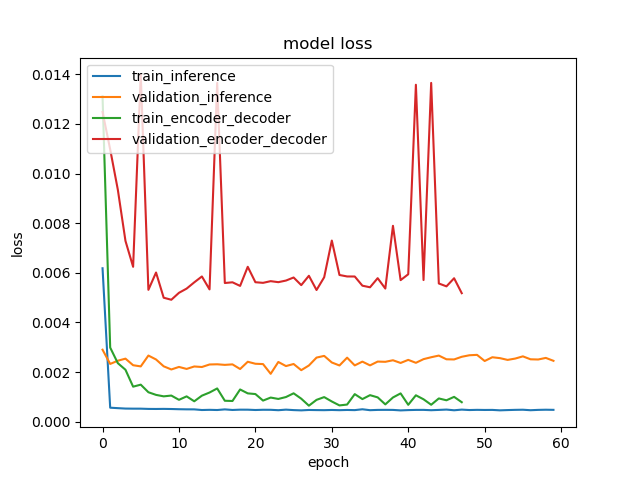 model loss
train_inference
validation_inference
train_encoder_decoder
validation_encoder_decoder
loss
0.014
0.012
0.010
0.008
0.006
0.004
0.002
0.000
0 10 20 30 40 50 60
epoch